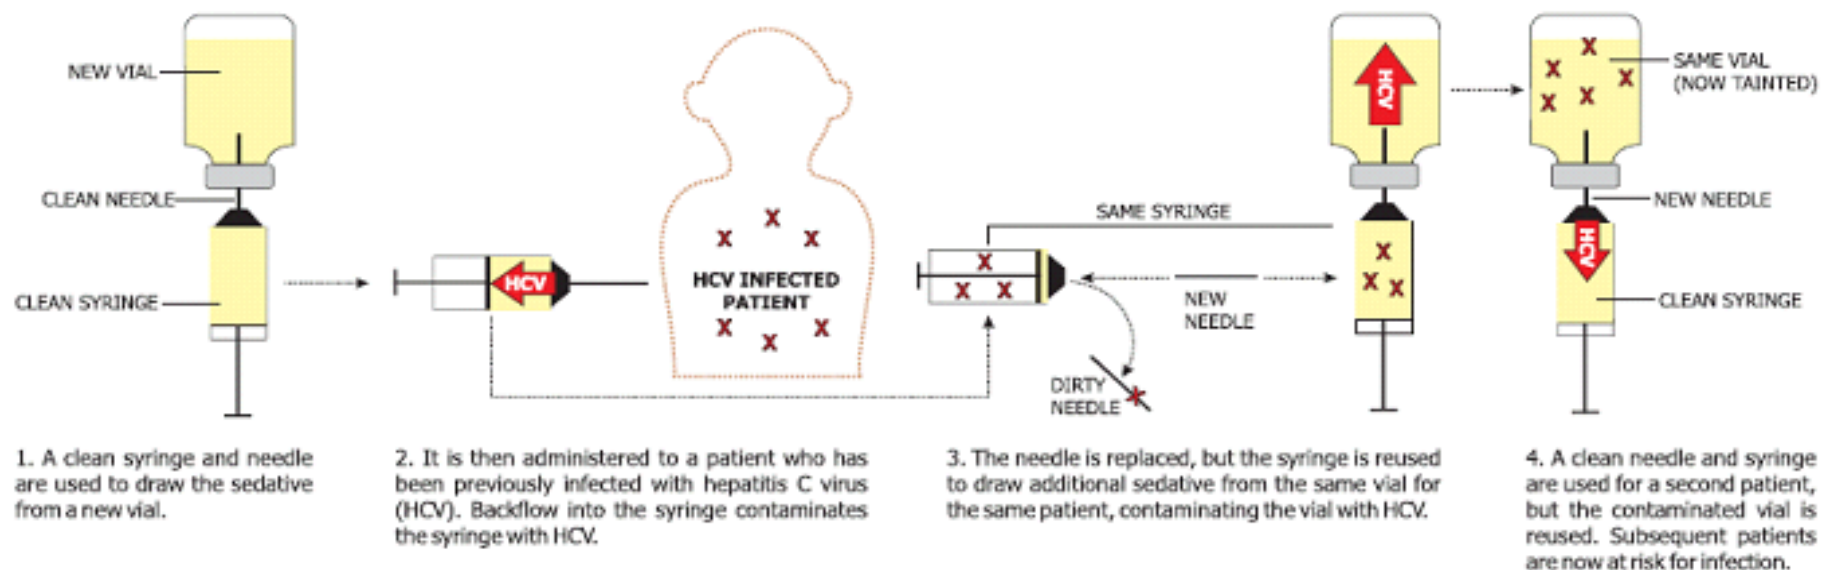 NEW VIAL
CLEAN NEEDLE
CLEAN SYRINGE
HCV
HCV INFECTED
PATIENT
SAME SYRINGE
NEW
NEEDLE
DIRTY
NEEDLE
HCV
SAME VIAL
(NOW TAINTED)
NEW NEEDLE
HCV
CLEAN SYRINGE
1. A clean syringe and needle
are used to draw the sedative
from a new vial.
2. It is then administered to a patient who has
been previously infected with hepatitis C virus
(HCV). Backflow into the syringe contaminates
the syringe with HCV.
3. The needle is replaced, but the syringe is reused
to draw additional sedative from the same vial for
the same patient, contaminating the vial with HCV.
4. A clean needle and syringe
are used for a second patient,
but the contaminated vial is
reused. Subsequent patients
are now at risk for infection.